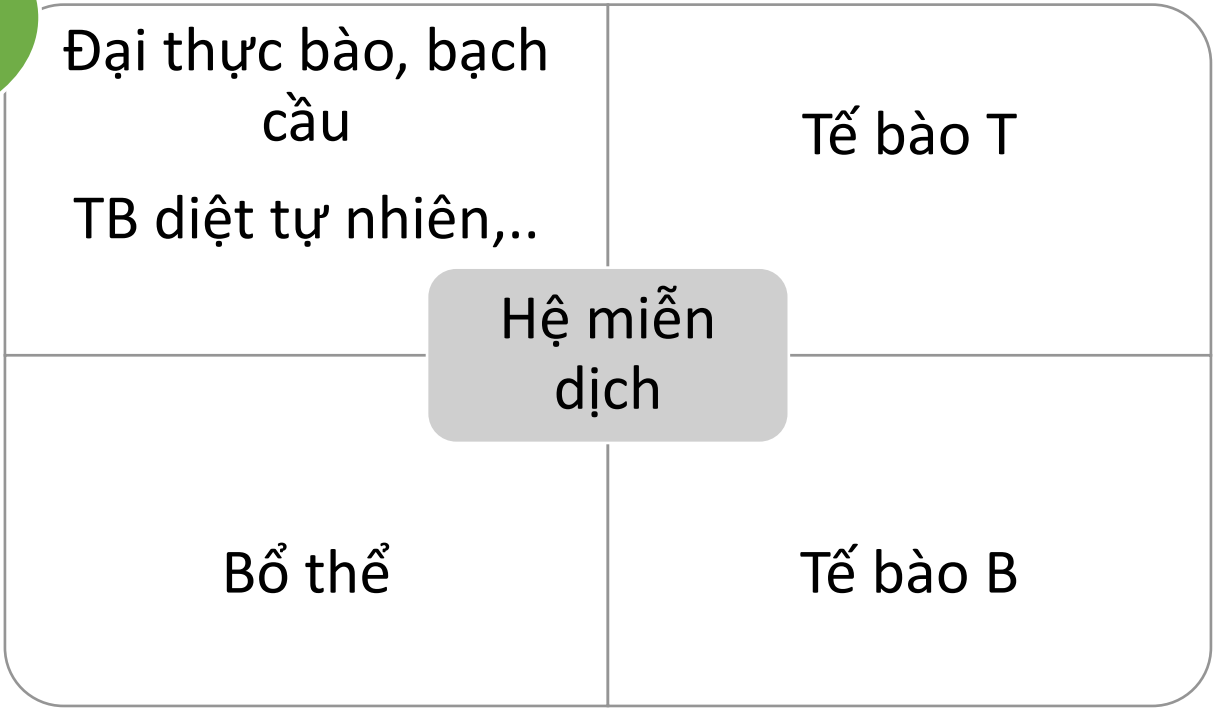 Đại thực bào, bạch
cầu
TB diệt tự nhiên,..
Tế bào T
Hệ miễn
dịch
Bổ thể
Tế bào B